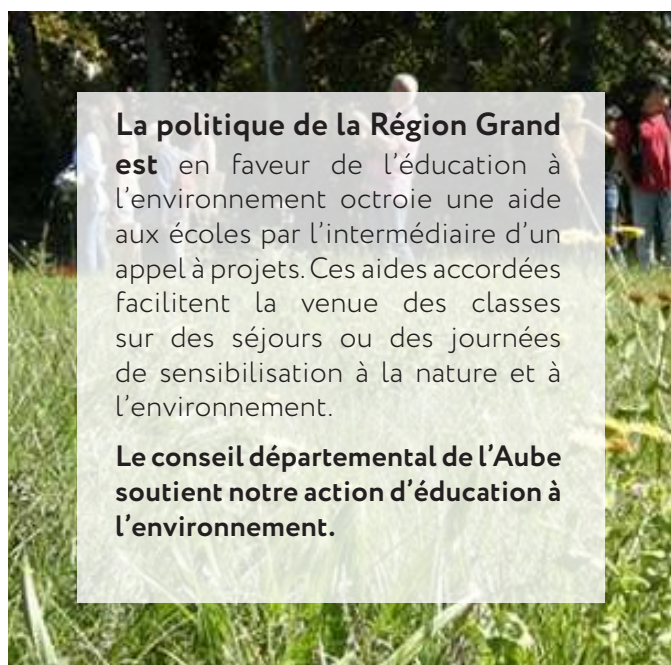 La politique de la Région Grand
est en faveur de l’éducation à
l’environnement octroie une aide
aux écoles par l’intermédiaire d’un
appel à projets. Ces aides accordées
facilitent la venue des classes
sur des séjours ou des journées
de sensibilisation à la nature et à
l’environnement.
Le conseil départemental de l’Aube
soutient notre action d’éducation à
l’environnement.